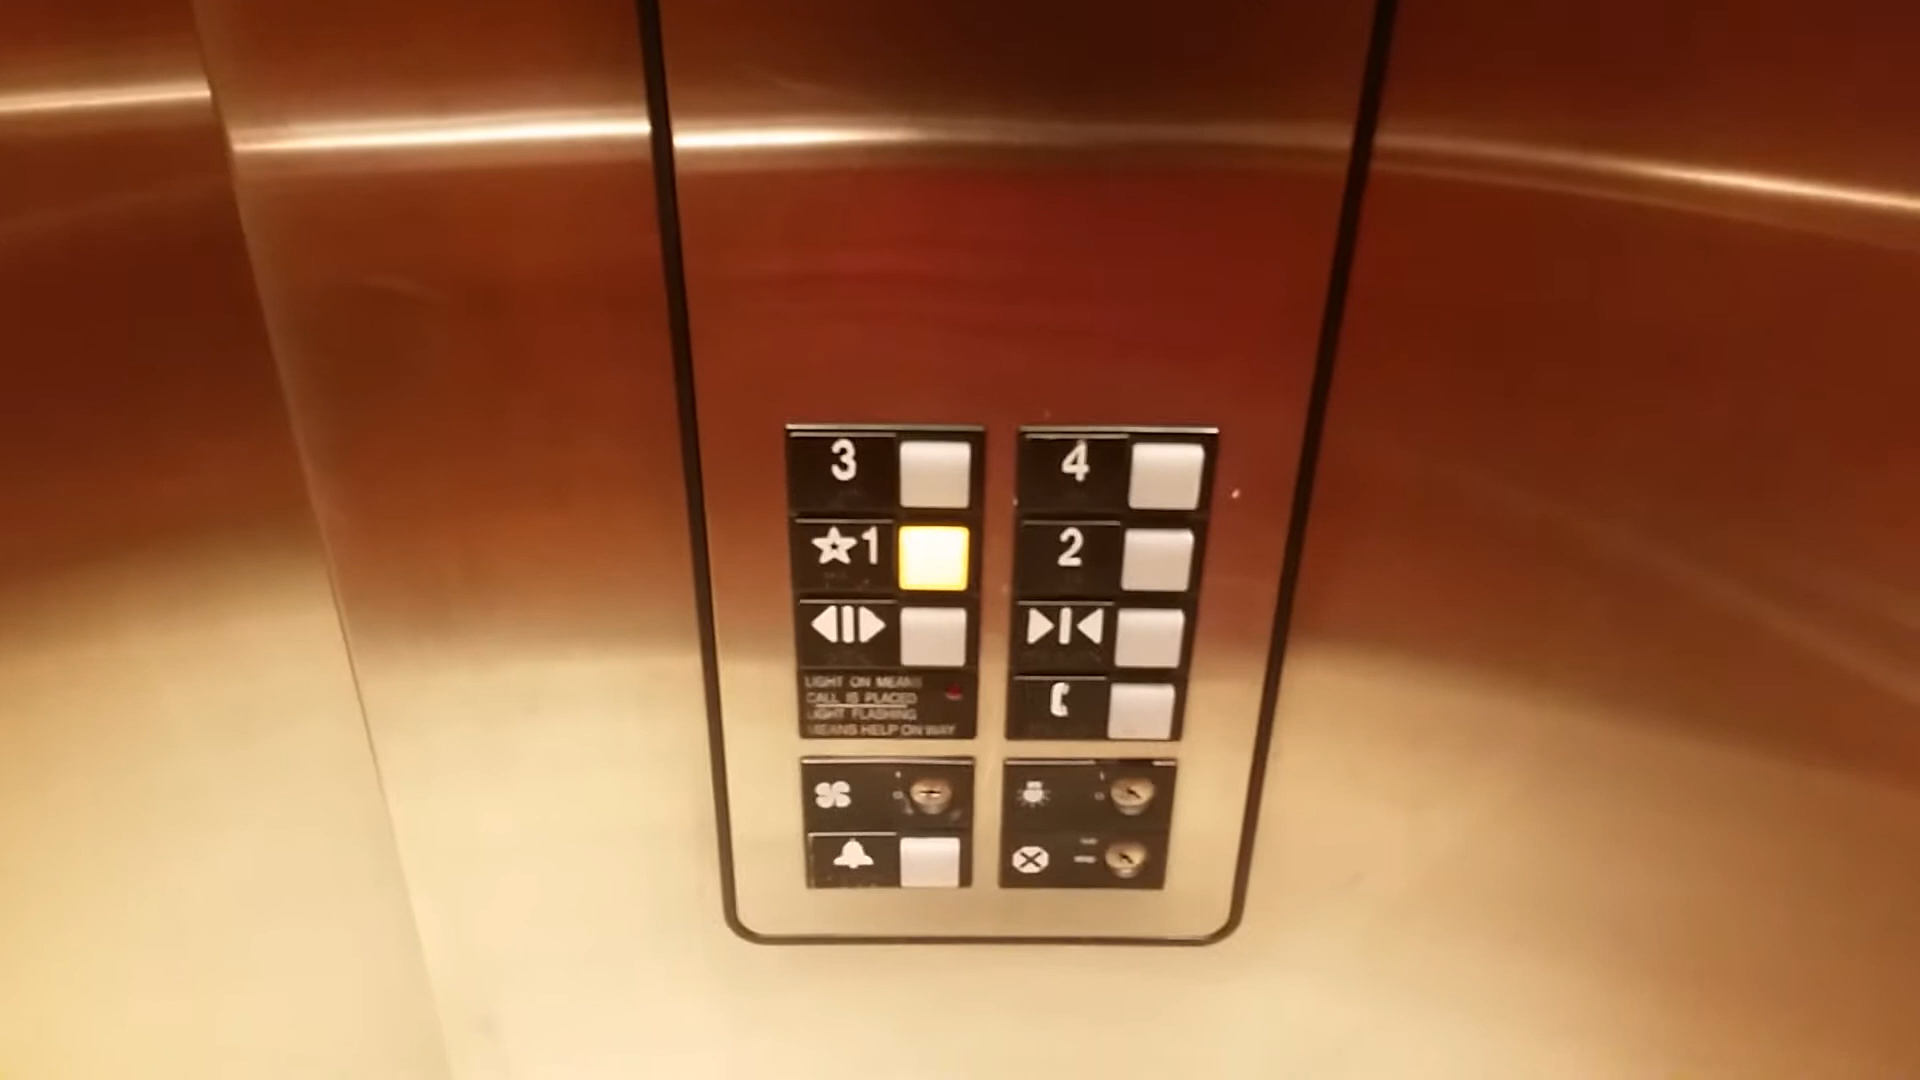 3
4
☆1
2
LIGHT ON MEANS
CALL IS PLACED
LIGHT FLASHING
MEANS HELP ON WAY